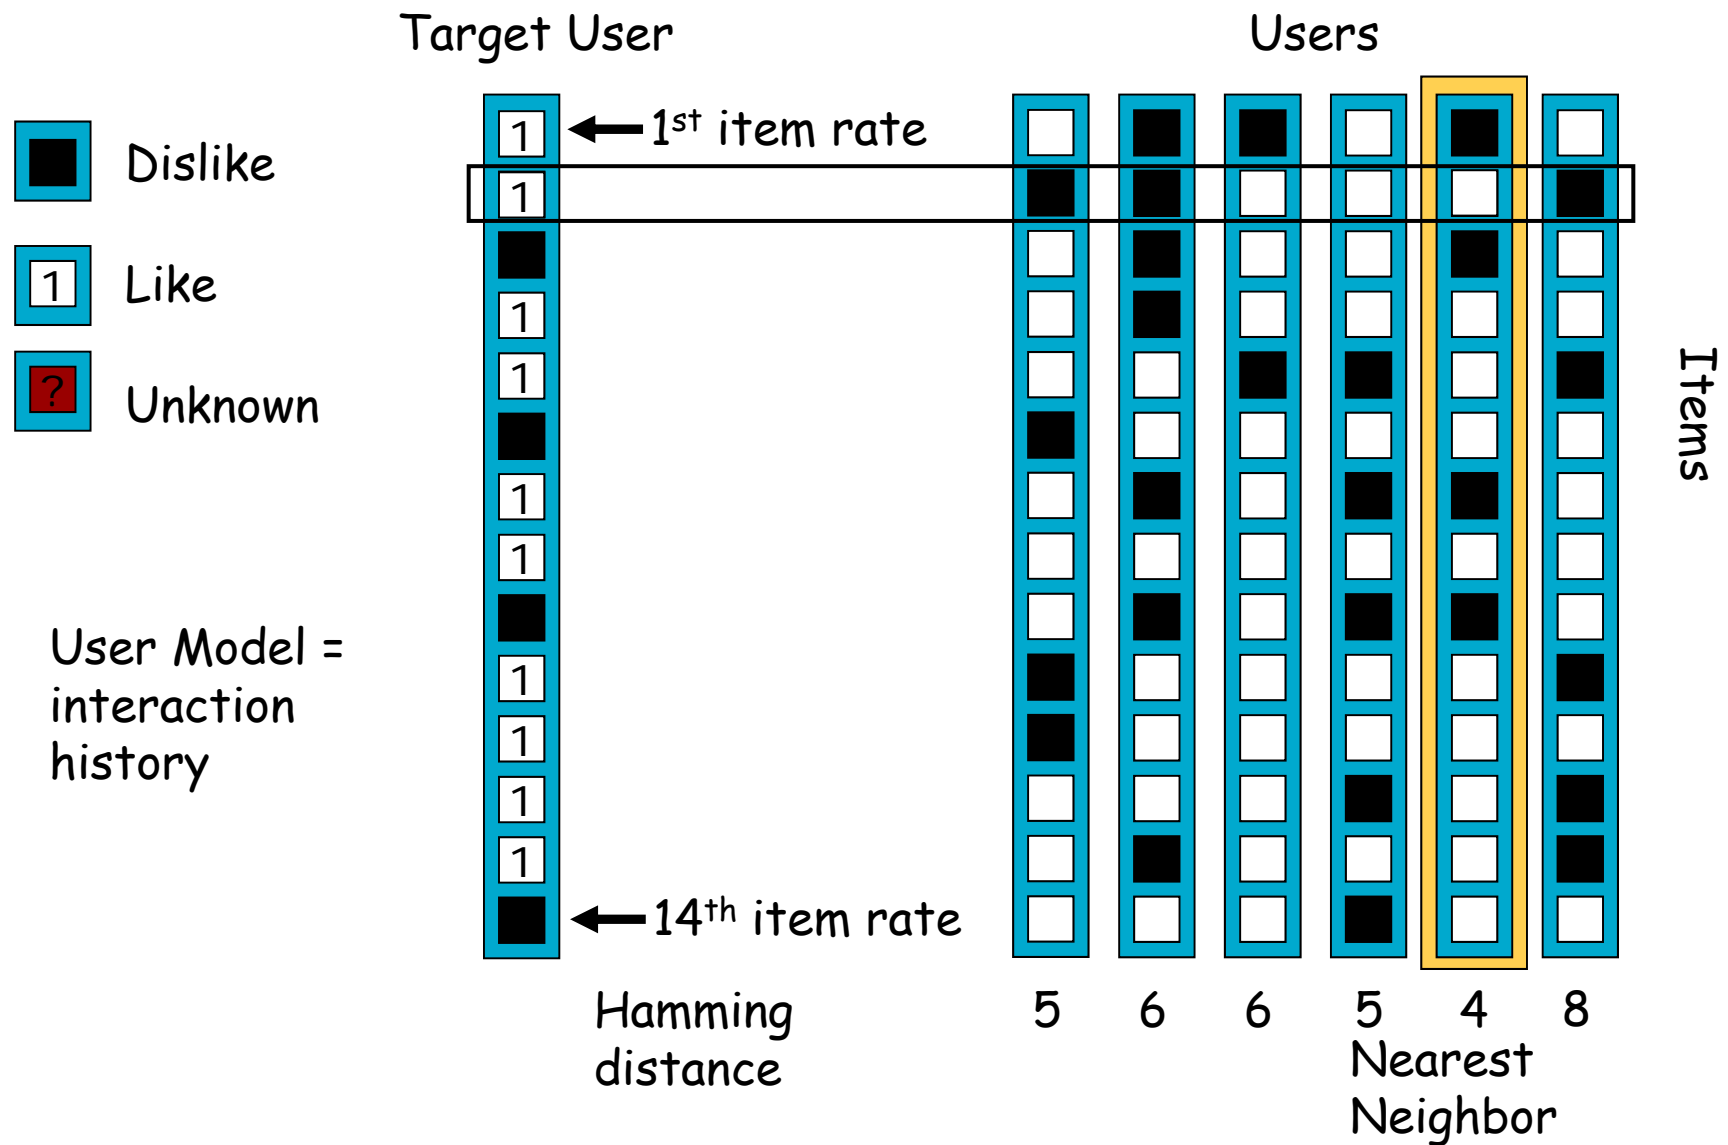 Target User
Users
1
1st item rate
Dislike
1
1
Like
1
1
?
Unknown
Items
1
1
User Model =
interaction
history
1
1
1
1
14th item rate
Hamming
distance
5 6 6 5 4 8
Nearest
Neighbor